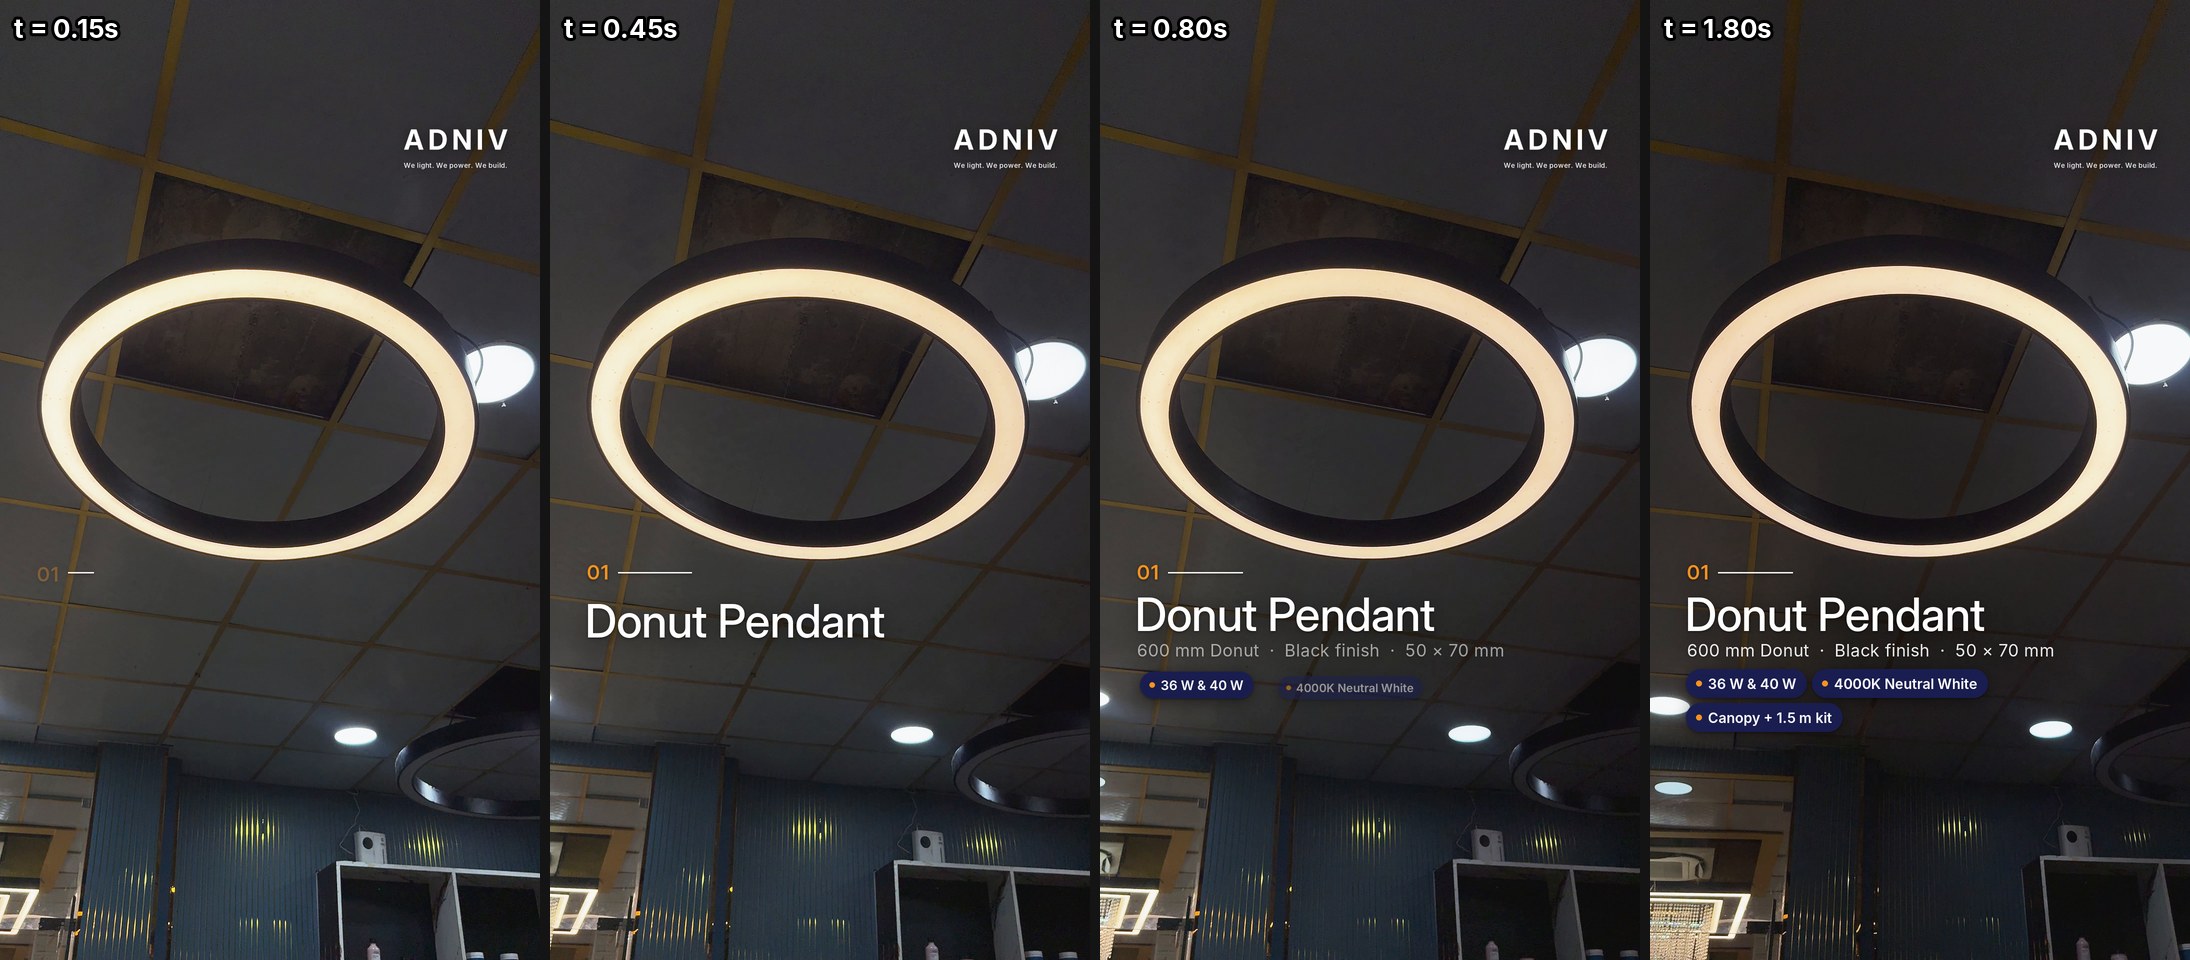 t = 0.15s
ADNIV
We light. We power. We build.
01
t = 0.45s
ADNIV
We light. We power. We build.
01
Donut Pendant
t = 0.80s
ADNIV
We light. We power. We build.
01
Donut Pendant
600 mm Donut · Black finish · 50 × 70 mm
36 W & 40 W
4000K Neutral White
t = 1.80s
ADNIV
We light. We power. We build.
01
Donut Pendant
600 mm Donut · Black finish · 50 × 70 mm
36 W & 40 W
4000K Neutral White
Canopy + 1.5 m kit